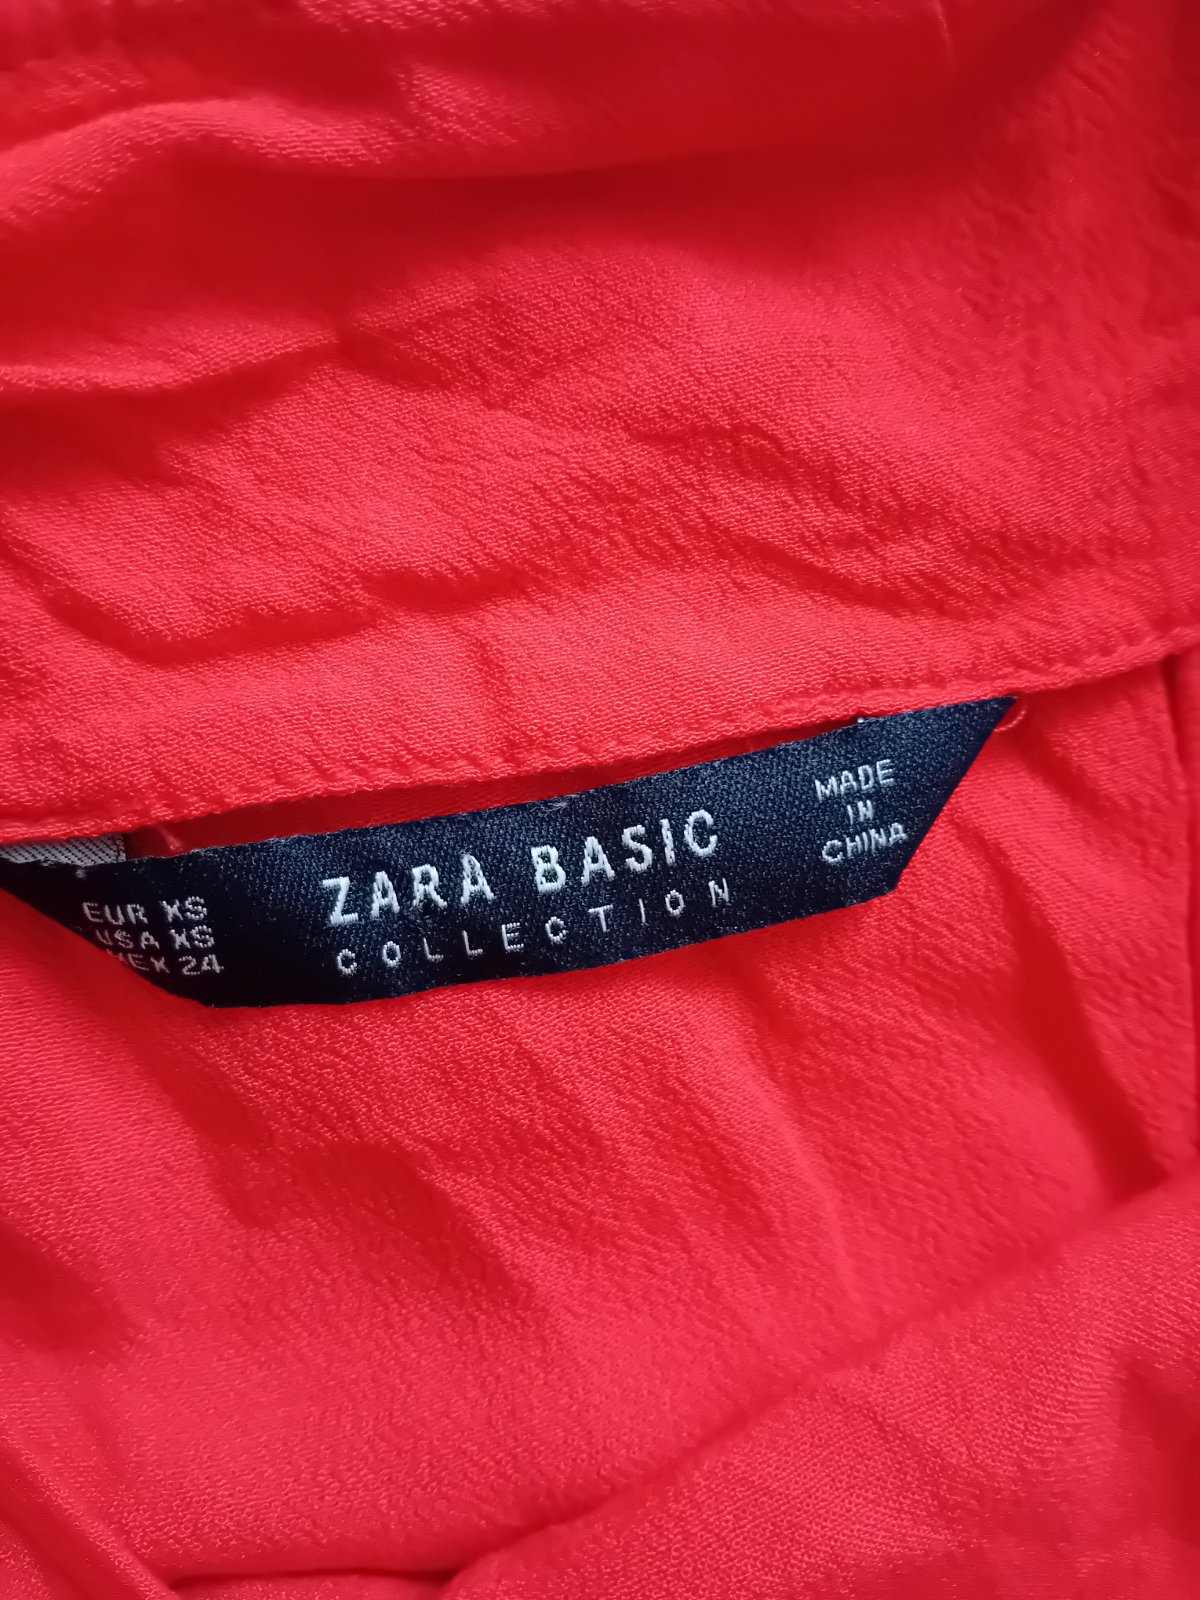 EUR XS
USA XS
MEX 24
ZARA BASIC
COLLECTION
MADE
IN
CHINA